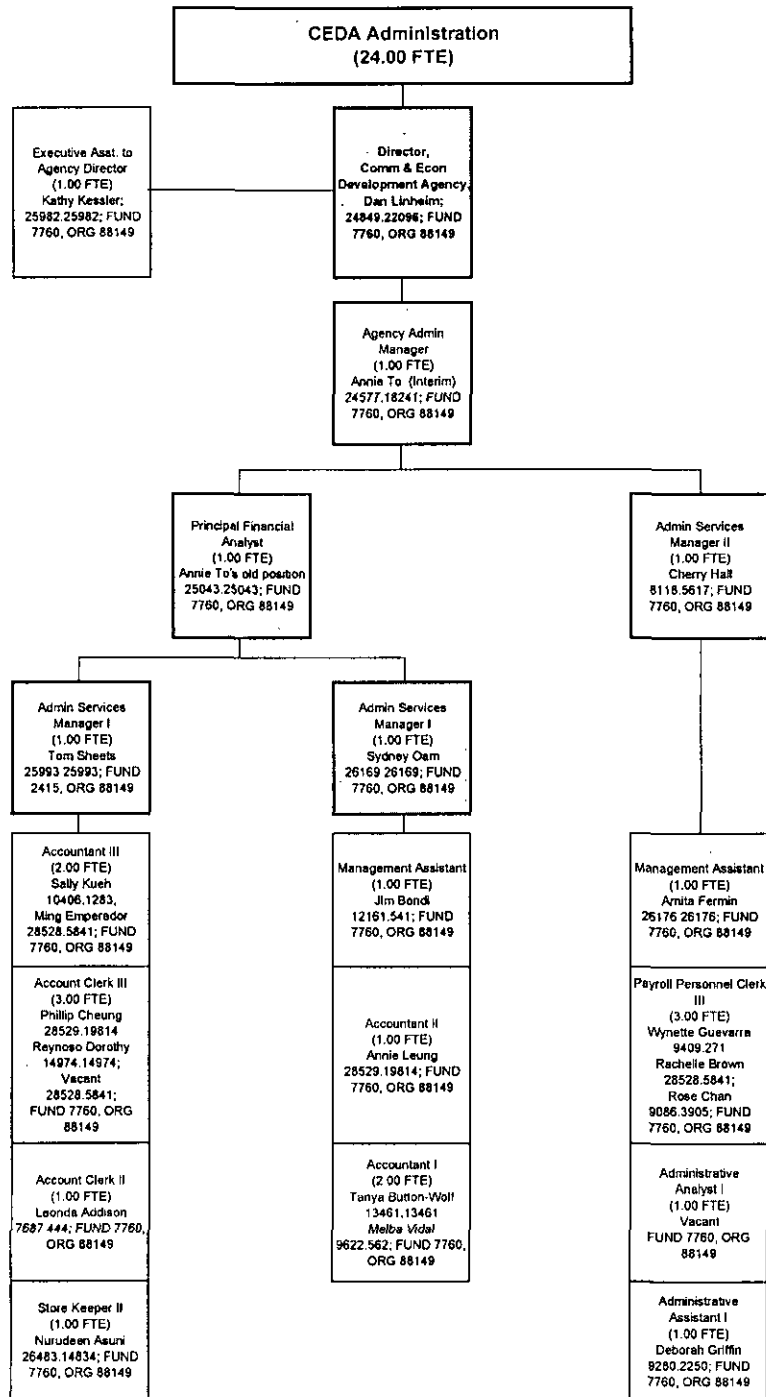 CEDA Administration
(24.00 FTE)
Executive Asst. to
Agency Director
(1.00 FTE)
Kathy Kessler;
25982.25982; FUND
7760, ORG 88149
Director,
Comm & Econ
Development Agency,
Dan Linheim;
24849.22096; FUND
7760, ORG 88149
Agency Admin
Manager
(1.00 FTE)
Annie To (Interim)
24577.18241; FUND
7760, ORG 88149
Principal Financial
Analyst
(1.00 FTE)
Annie To's old position
25043.25043; FUND
7760, ORG 88149
Admin Services
Manager II
(1.00 FTE)
Cherry Hall
8118.5617; FUND
7760, ORG 88149
Admin Services
Manager I
(1.00 FTE)
Tom Sheets
25993 25993; FUND
2415, ORG 88149
Admin Services
Manager I
(1.00 FTE)
Sydney Oam
26169 26169; FUND
7760, ORG 88149
Accountant III
(2.00 FTE)
Sally Kueh
10406.1283,
Ming Emperador
28528.5841; FUND
7760, ORG 88149
Account Clerk III
(3.00 FTE)
Phillip Cheung
28529.19814
Reynoso Dorothy
14974.14974;
Vacant
28528.5841;
FUND 7760, ORG
88149
Account Clerk II
(1.00 FTE)
Leonda Addison
7687 444; FUND 7760,
ORG 88149
Store Keeper II
(1.00 FTE)
Nurudeen Asuni
26483.14834; FUND
7760, ORG 88149
Management Assistant
(1.00 FTE)
Jim Bondi
12161.541; FUND
7760, ORG 88149
Accountant II
(1.00 FTE)
Annie Leung
28529.19814; FUND
7760, ORG 88149
Accountant I
(2 00 FTE)
Tanya Button-Wolf
13461.13461
Melba Vidal
9622.562; FUND 7760,
ORG 88149
Management Assistant
(1.00 FTE)
Arnita Fermin
26176 26176; FUND
7760, ORG 88149
Payroll Personnel Clerk
III
(3.00 FTE)
Wynette Guevarra
9409.271
Rachelle Brown
28528.5841;
Rose Chan
9086.3905; FUND
7760, ORG 88149
Administrative
Analyst I
(1.00 FTE)
Vacant
FUND 7760, ORG
88149
Administrative
Assistant I
(1.00 FTE)
Deborah Griffin
9280.2250; FUND
7760, ORG 88149